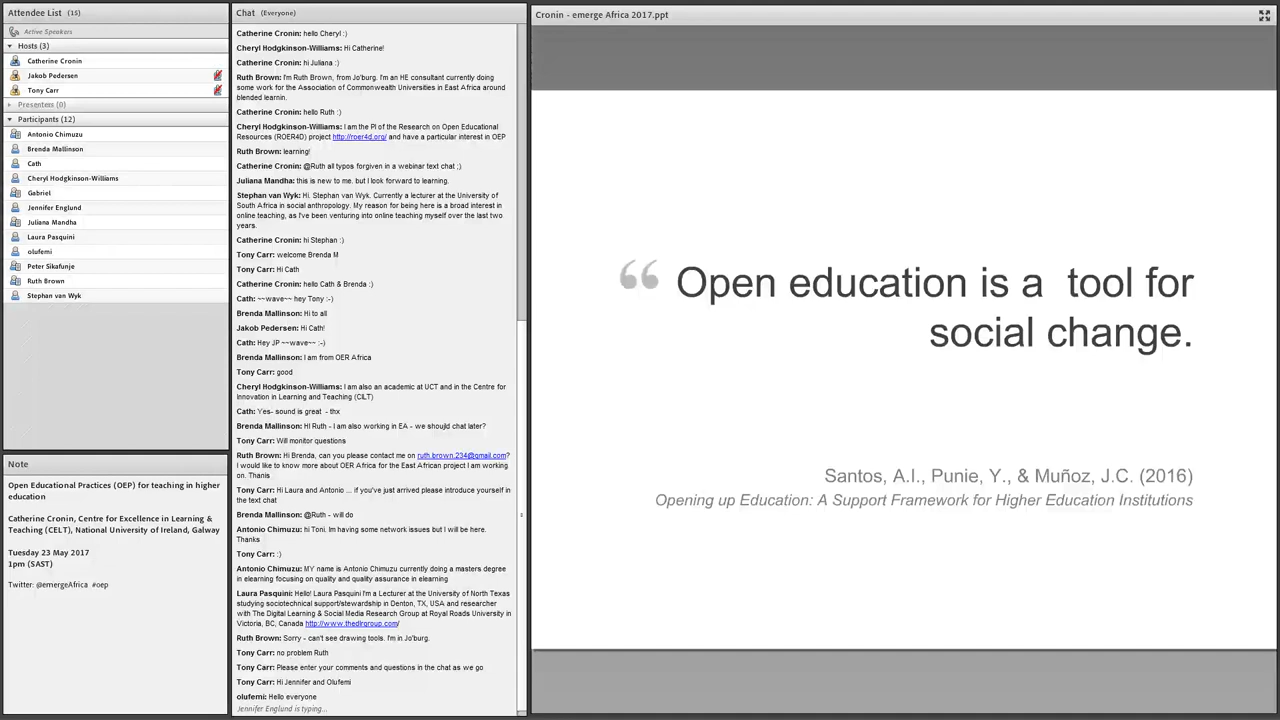 Attendee List (15)
Active Speakers
Hosts (3)
Catherine Cronin
Jakob Pedersen
Tony Carr
Presenters (0)
Participants (12)
Antonio Chimuzu
Brenda Mallinson
Cath
Cheryl Hodgkinson-Williams
Gabriel
Jennifer Englund
Juliana Mandha
Laura Pasquini
olufemi
Peter Sikafunje
Ruth Brown
Stephan van Wyk
Note
Open Educational Practices (OEP) for teaching in higher
education
Catherine Cronin, Centre for Excellence in Learning &
Teaching (CELT), National University of Ireland, Galway
Tuesday 23 May 2017
1pm (SAST)
Twitter: @emergeAfrica #oep
Chat (Everyone)
Catherine Cronin: hello Cheryl :)
Cheryl Hodgkinson-Williams: Hi Catherine!
Catherine Cronin: hi Juliana :)
Ruth Brown: I'm Ruth Brown, from Jo'burg. I'm an HE consultant currently doing
some work for the Association of Commonwealth Universities in East Africa around
blended learnin.
Catherine Cronin: hello Ruth :)
Cheryl Hodgkinson-Williams: I am the PI of the Research on Open Educational
Resources (ROER4D) project http://roer4d.org/ and have a particular interest in OEP
Ruth Brown: learning!
Catherine Cronin: @Ruth all typos forgiven in a webinar text chat ;)
Juliana Mandha: this is new to me. but I look forward to learning.
Stephan van Wyk: Hi. Stephan van Wyk. Currently a lecturer at the University of
South Africa in social anthropology. My reason for being here is a broad interest in
online teaching, as I've been venturing into online teaching myself over the last two
years.
Catherine Cronin: hi Stephan :)
Tony Carr: welcome Brenda M
Tony Carr: Hi Cath
Catherine Cronin: hello Cath & Brenda :)
Cath: ~~wave~~ hey Tony :-)
Brenda Mallinson: Hi to all
Jakob Pedersen: Hi Cath!
Cath: Hey JP ~~wave~~ :-)
Brenda Mallinson: I am from OER Africa
Tony Carr: good
Cheryl Hodgkinson-Williams: I am also an academic at UCT and in the Centre for
Innovation in Learning and Teaching (CILT)
Cath: Yes- sound is great - thx
Brenda Mallinson: HI Ruth - I am also working in EA - we shoujld chat later?
Tony Carr: Will monitor questions
Ruth Brown: Hi Brenda, can you please contact me on ruth.brown.234@gmail.com?
I would like to know more about OER Africa for the East African project I am working
on. Thanis
Tony Carr: Hi Laura and Antonio ... if you've just arrived please introduce yourself in
the text chat
Brenda Mallinson: @Ruth - will do
Antonio Chimuzu: hi Toni. Im having some network issues but I will be here.
Thanks
Tony Carr: :)
Antonio Chimuzu: MY name is Antonio Chimuzu currently doing a masters degree
in elearning focusing on quality and quality assurance in elearning
Laura Pasquini: Hello! Laura Pasquini I'm a Lecturer at the University of North Texas
studying sociotechnical support/stewardship in Denton, TX, USA and researcher
with The Digital Learning & Social Media Research Group at Royal Roads University in
Victoria, BC, Canada http://www.thedlrgroup.com/
Ruth Brown: Sorry - can't see drawing tools. I'm in Jo'burg.
Tony Carr: no problem Ruth
Tony Carr: Please enter your comments and questions in the chat as we go
Tony Carr: Hi Jennifer and Olufemi
olufemi: Hello everyone
Jennifer Englund is typing...
Cronin - emerge Africa 2017.ppt
“ Open education is a tool for
social change.
Santos, A.I., Punie, Y., & Muñoz, J.C. (2016)
Opening up Education: A Support Framework for Higher Education Institutions